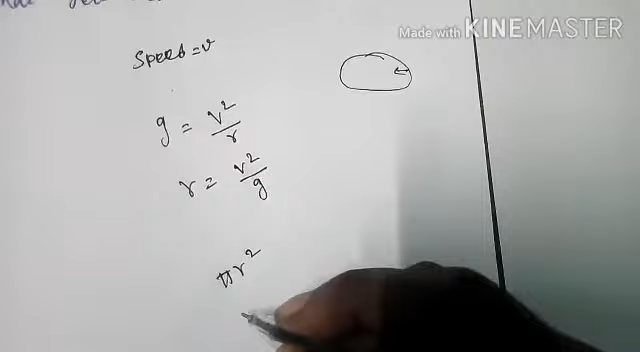 Made with KINEMASTER
Speed = v
g = v²/r
r = v²/g
πr²